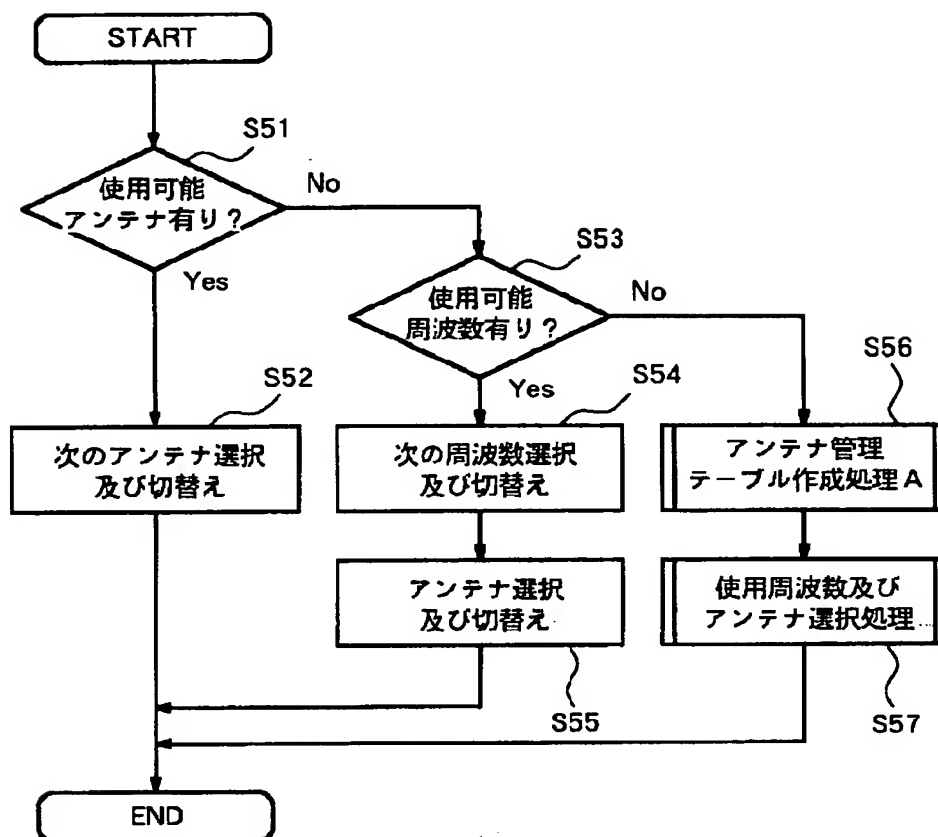 START
S51
使用可能
アンテナ有り？
No
Yes
S53
使用可能
周波数有り？
No
Yes
S52
次のアンテナ選択
及び切替え
S54
次の周波数選択
及び切替え
S56
アンテナ管理
テーブル作成処理A
アンテナ選択
及び切替え
S55
使用周波数及び
アンテナ選択処理
S57
END